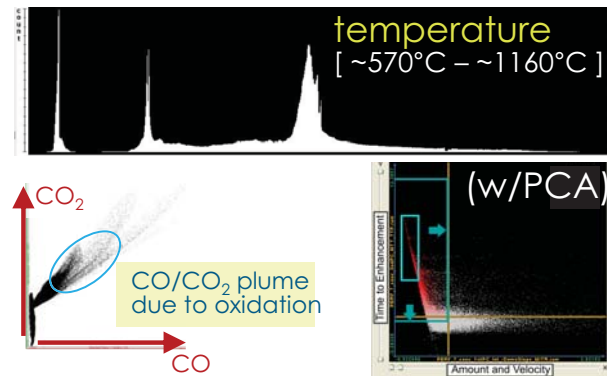 count
temperature
[ ~570°C – ~1160°C ]
CO₂
CO/CO₂ plume
due to oxidation
CO
(w/PCA)
Time to Enhancement
Amount and Velocity